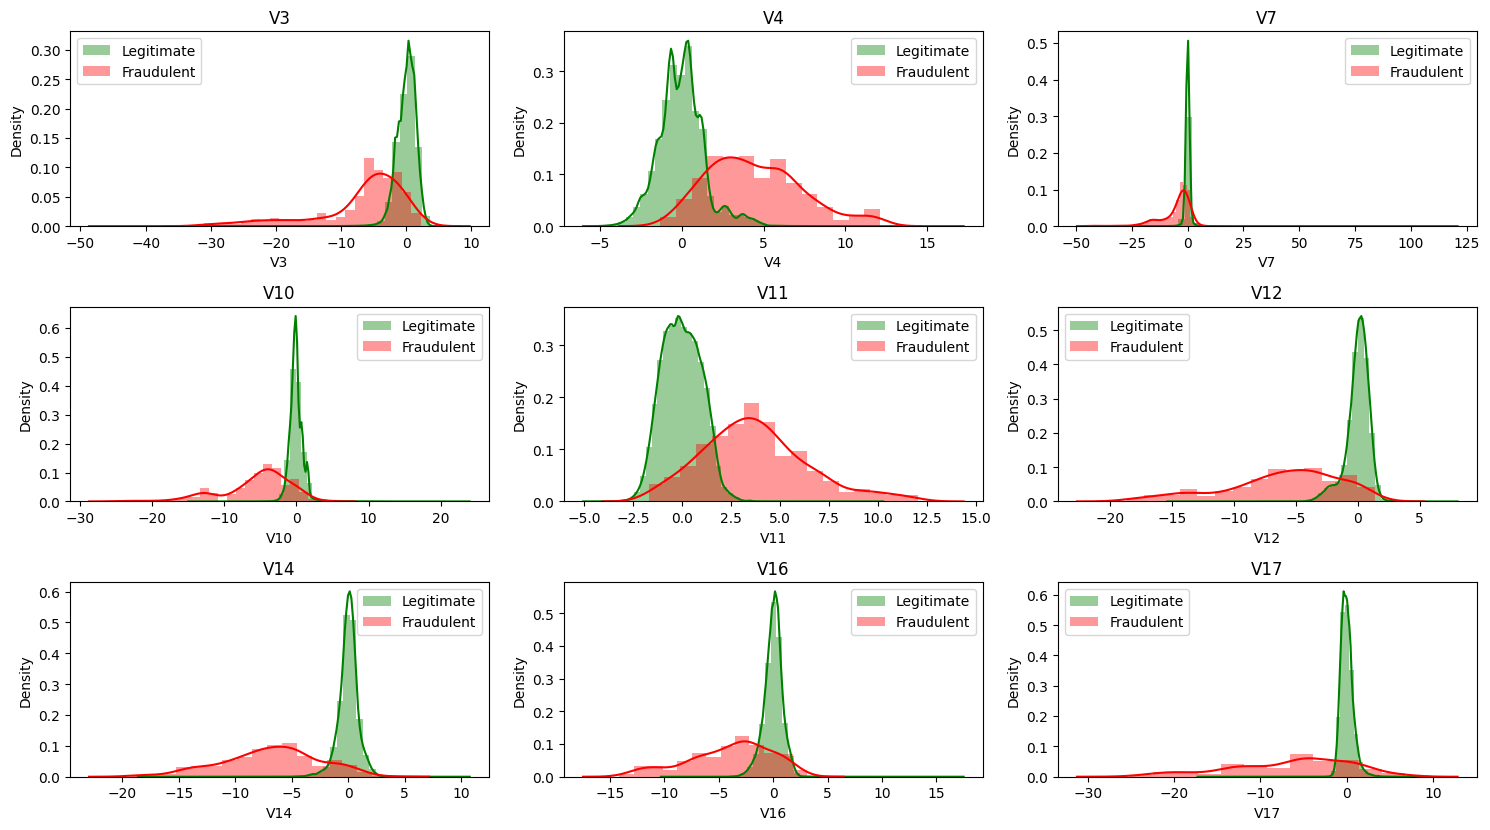 V3
Legitimate
Fraudulent
Density
0.30
0.25
0.20
0.15
0.10
0.05
0.00
−50 −40 −30 −20 −10 0 10
V3
V4
Legitimate
Fraudulent
Density
0.3
0.2
0.1
0.0
−5 0 5 10 15
V4
V7
Legitimate
Fraudulent
Density
0.5
0.4
0.3
0.2
0.1
0.0
−50 −25 0 25 50 75 100 125
V7
V10
Legitimate
Fraudulent
Density
0.6
0.5
0.4
0.3
0.2
0.1
0.0
−30 −20 −10 0 10 20
V10
V11
Legitimate
Fraudulent
Density
0.3
0.2
0.1
0.0
−5.0 −2.5 0.0 2.5 5.0 7.5 10.0 12.5 15.0
V11
V12
Legitimate
Fraudulent
Density
0.5
0.4
0.3
0.2
0.1
0.0
−20 −15 −10 −5 0 5
V12
V14
Legitimate
Fraudulent
Density
0.6
0.5
0.4
0.3
0.2
0.1
0.0
−20 −15 −10 −5 0 5 10
V14
V16
Legitimate
Fraudulent
Density
0.5
0.4
0.3
0.2
0.1
0.0
−15 −10 −5 0 5 10 15
V16
V17
Legitimate
Fraudulent
Density
0.6
0.5
0.4
0.3
0.2
0.1
0.0
−30 −20 −10 0 10
V17